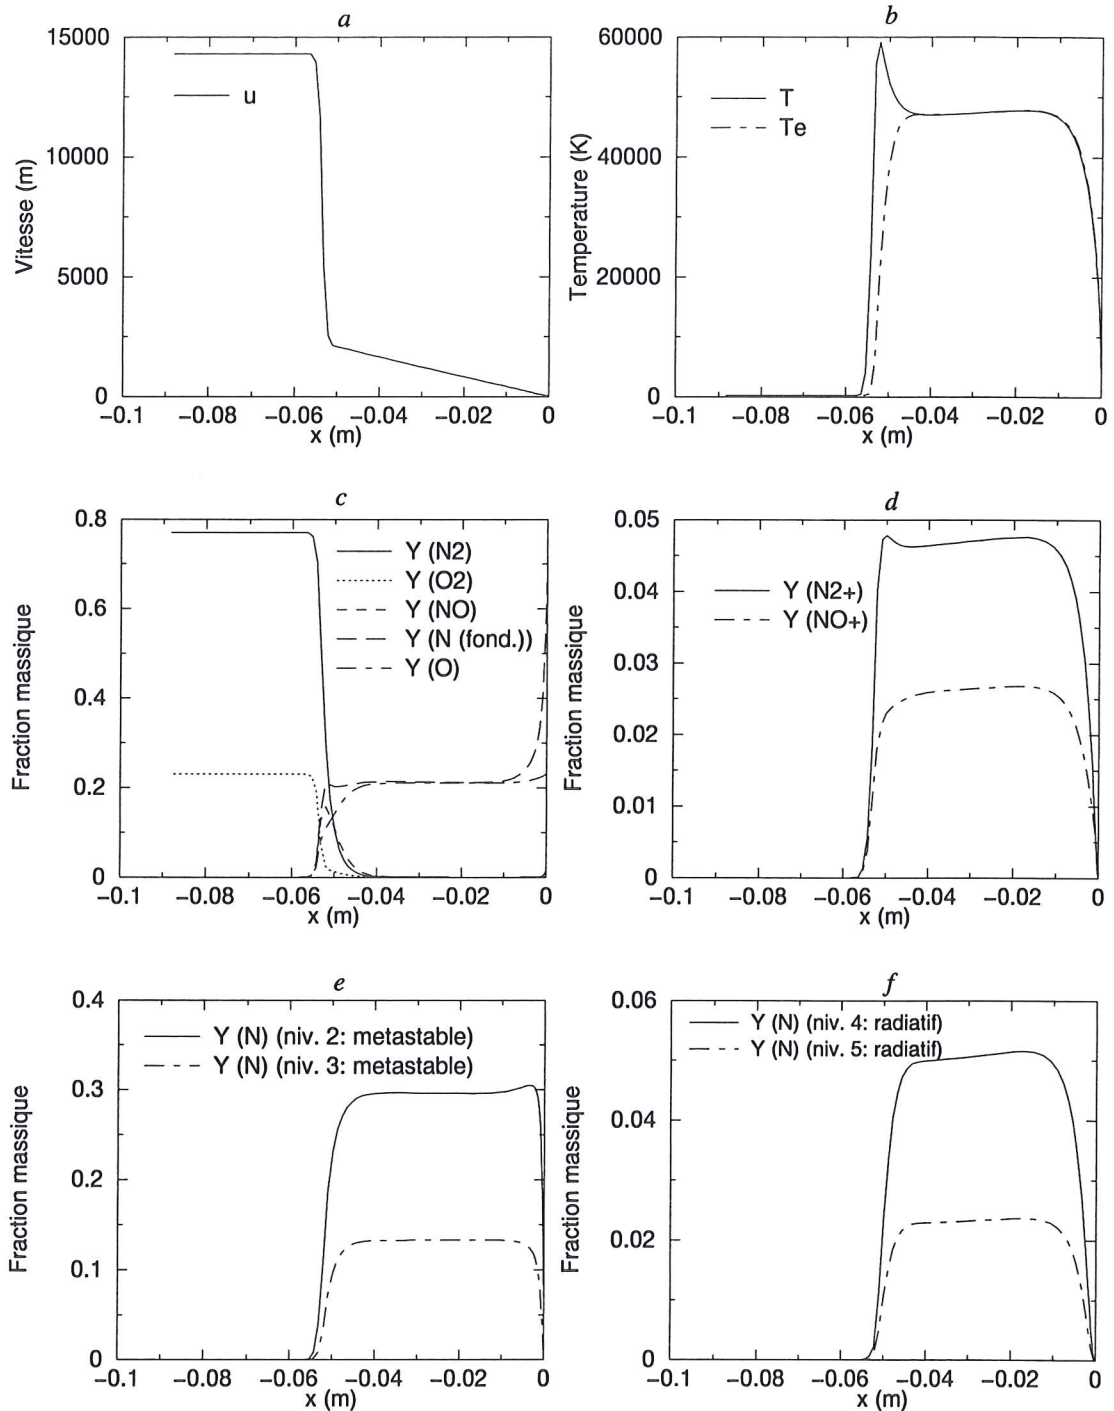 a
15000
10000
5000
0
Vitesse (m)
u
−0.1 −0.08 −0.06 −0.04 −0.02 0
x (m)
b
60000
40000
20000
0
Temperature (K)
T
Te
−0.1 −0.08 −0.06 −0.04 −0.02 0
x (m)
c
0.8
0.6
0.4
0.2
0
Fraction massique
Y (N2)
Y (O2)
Y (NO)
Y (N (fond.))
Y (O)
−0.1 −0.08 −0.06 −0.04 −0.02 0
x (m)
d
0.05
0.04
0.03
0.02
0.01
0
Fraction massique
Y (N2+)
Y (NO+)
−0.1 −0.08 −0.06 −0.04 −0.02 0
x (m)
e
0.4
0.3
0.2
0.1
0
Fraction massique
Y (N) (niv. 2: metastable)
Y (N) (niv. 3: metastable)
−0.1 −0.08 −0.06 −0.04 −0.02 0
x (m)
f
0.06
0.04
0.02
0
Fraction massique
Y (N) (niv. 4: radiatif)
Y (N) (niv. 5: radiatif)
−0.1 −0.08 −0.06 −0.04 −0.02 0
x (m)